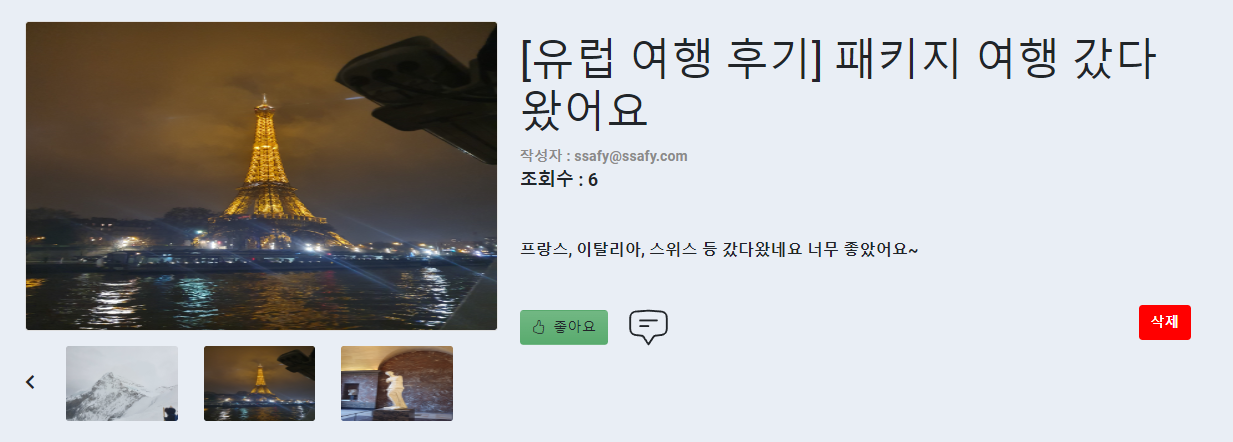 [유럽 여행 후기] 패키지 여행 갔다
왔어요
작성자 : ssafy@ssafy.com
조회수 : 6
프랑스, 이탈리아, 스위스 등 갔다왔네요 너무 좋았어요~
좋아요
삭제